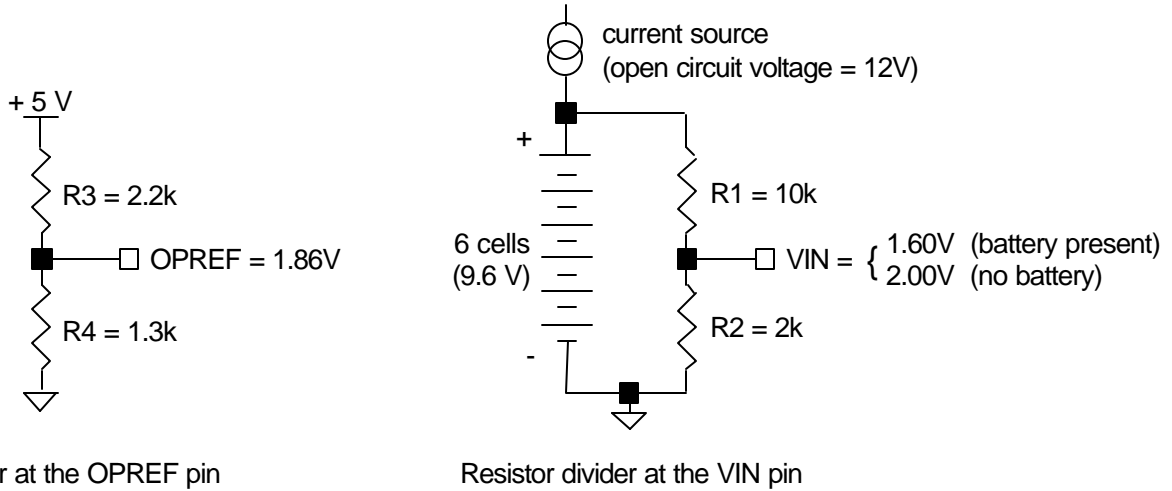 current source
(open circuit voltage = 12V)
+ 5 V
R3 = 2.2k
OPREF = 1.86V
R4 = 1.3k
+
6 cells
(9.6 V)
-
R1 = 10k
VIN = { 1.60V (battery present)
2.00V (no battery)
R2 = 2k
r at the OPREF pin
Resistor divider at the VIN pin